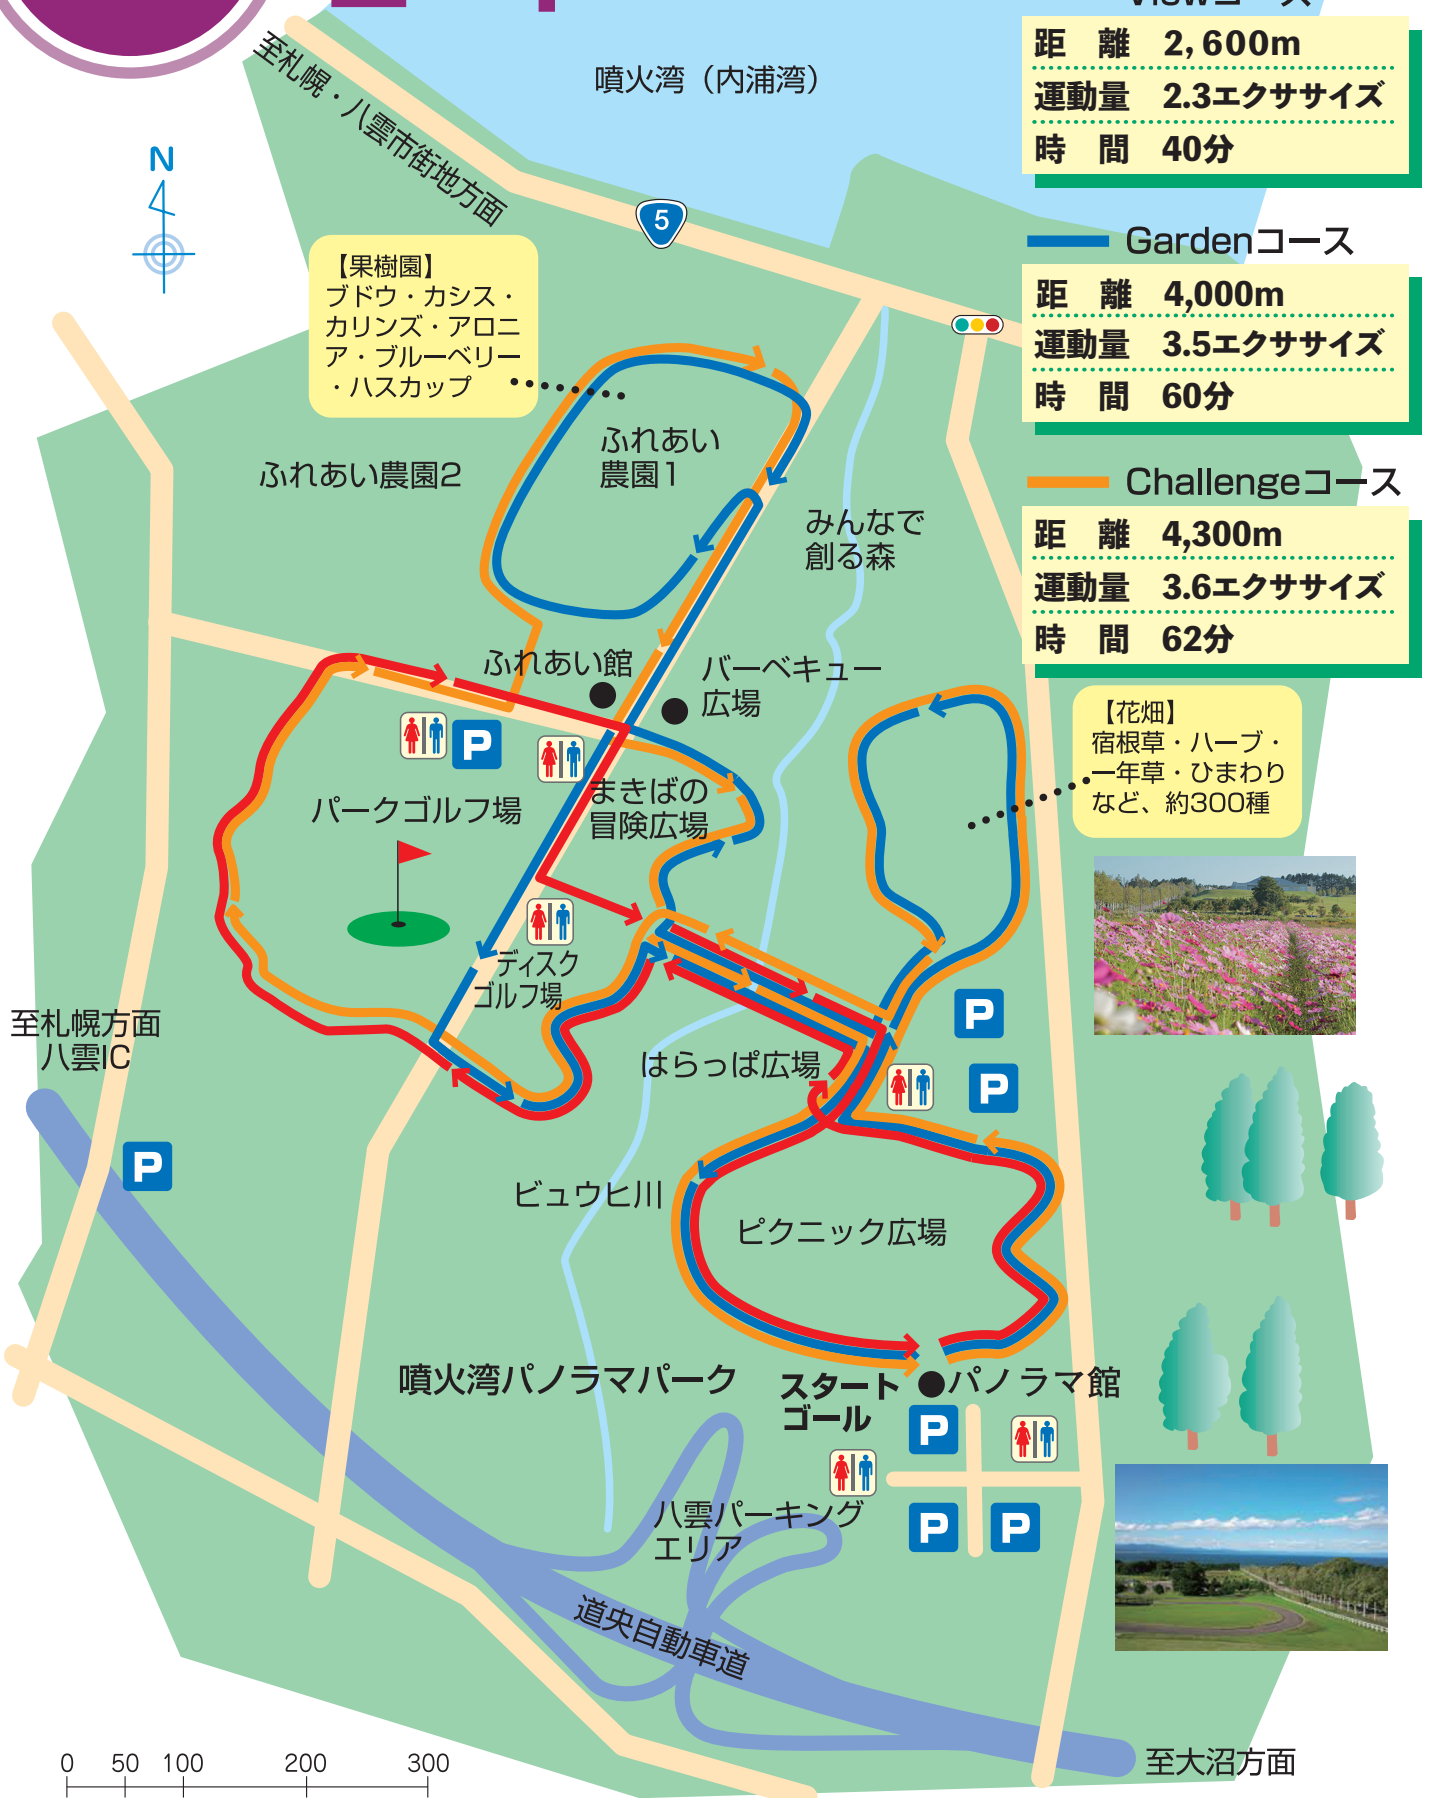 Viewコース
距 離 2,600m
運動量 2.3エクササイズ
時 間 40分
Gardenコース
距 離 4,000m
運動量 3.5エクササイズ
時 間 60分
Challengeコース
距 離 4,300m
運動量 3.6エクササイズ
時 間 62分
噴火湾（内浦湾）
至札幌・八雲市街地方面
N
5
【果樹園】
ブドウ・カシス・
カリンズ・アロニ
ア・ブルーベリー
・ハスカップ
ふれあい
農園1
ふれあい農園2
みんなで
創る森
ふれあい館
バーベキュー
広場
【花畑】
宿根草・ハーブ・
一年草・ひまわり
など、約300種
P
まきばの
冒険広場
パークゴルフ場
ディスク
ゴルフ場
至札幌方面
八雲IC
P
はらっぱ広場
P
P
ビュウヒ川
ピクニック広場
噴火湾パノラマパーク
スタート
ゴール
パノラマ館
P
P
P
八雲パーキング
エリア
道央自動車道
至大沼方面
0 50 100 200 300